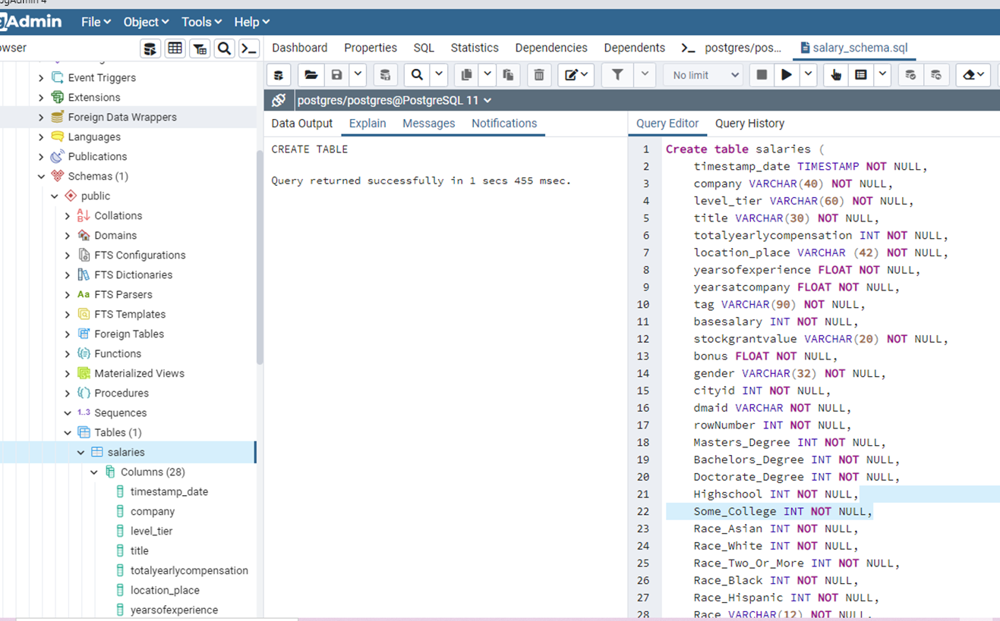 pgAdmin 4
gAdmin File Object Tools Help
owser
Dashboard Properties SQL Statistics Dependencies Dependents postgres/pos... salary_schema.sql
No limit
postgres/postgres@PostgreSQL 11
Data Output Explain Messages Notifications
Query Editor Query History
Event Triggers
Extensions
Foreign Data Wrappers
Languages
Publications
Schemas (1)
public
Collations
Domains
FTS Configurations
FTS Dictionaries
Aa FTS Parsers
FTS Templates
Foreign Tables
Functions
Materialized Views
Procedures
1..3 Sequences
Tables (1)
salaries
Columns (28)
timestamp_date
company
level_tier
title
totalyearlycompensation
location_place
yearsofexperience
CREATE TABLE
Query returned successfully in 1 secs 455 msec.
1 Create table salaries (
2 timestamp_date TIMESTAMP NOT NULL,
3 company VARCHAR(40) NOT NULL,
4 level_tier VARCHAR(60) NOT NULL,
5 title VARCHAR(30) NOT NULL,
6 totalyearlycompensation INT NOT NULL,
7 location_place VARCHAR (42) NOT NULL,
8 yearsofexperience FLOAT NOT NULL,
9 yearsatcompany FLOAT NOT NULL,
10 tag VARCHAR(90) NOT NULL,
11 basesalary INT NOT NULL,
12 stockgrantvalue VARCHAR(20) NOT NULL,
13 bonus FLOAT NOT NULL,
14 gender VARCHAR(32) NOT NULL,
15 cityid INT NOT NULL,
16 dmaid VARCHAR NOT NULL,
17 rowNumber INT NOT NULL,
18 Masters_Degree INT NOT NULL,
19 Bachelors_Degree INT NOT NULL,
20 Doctorate_Degree INT NOT NULL,
21 Highschool INT NOT NULL,
22 Some_College INT NOT NULL,
23 Race_Asian INT NOT NULL,
24 Race_White INT NOT NULL,
25 Race_Two_Or_More INT NOT NULL,
26 Race_Black INT NOT NULL,
27 Race_Hispanic INT NOT NULL,
28 Race VARCHAR(12) NOT NULL,